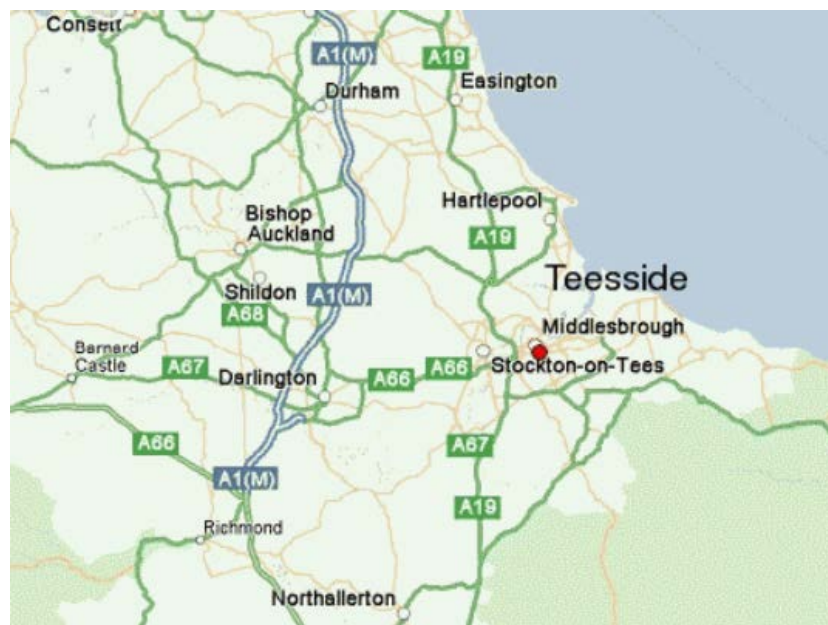 Consett
A1(M)
A19
Easington
Durham
Hartlepool
Bishop
Auckland
A19
Teesside
Shildon
A1(M)
A68
Middlesbrough
Barnard
Castle
A67
A66
A66
Stockton-on-Tees
Darlington
A66
A67
A1(M)
A19
Richmond
Northallerton